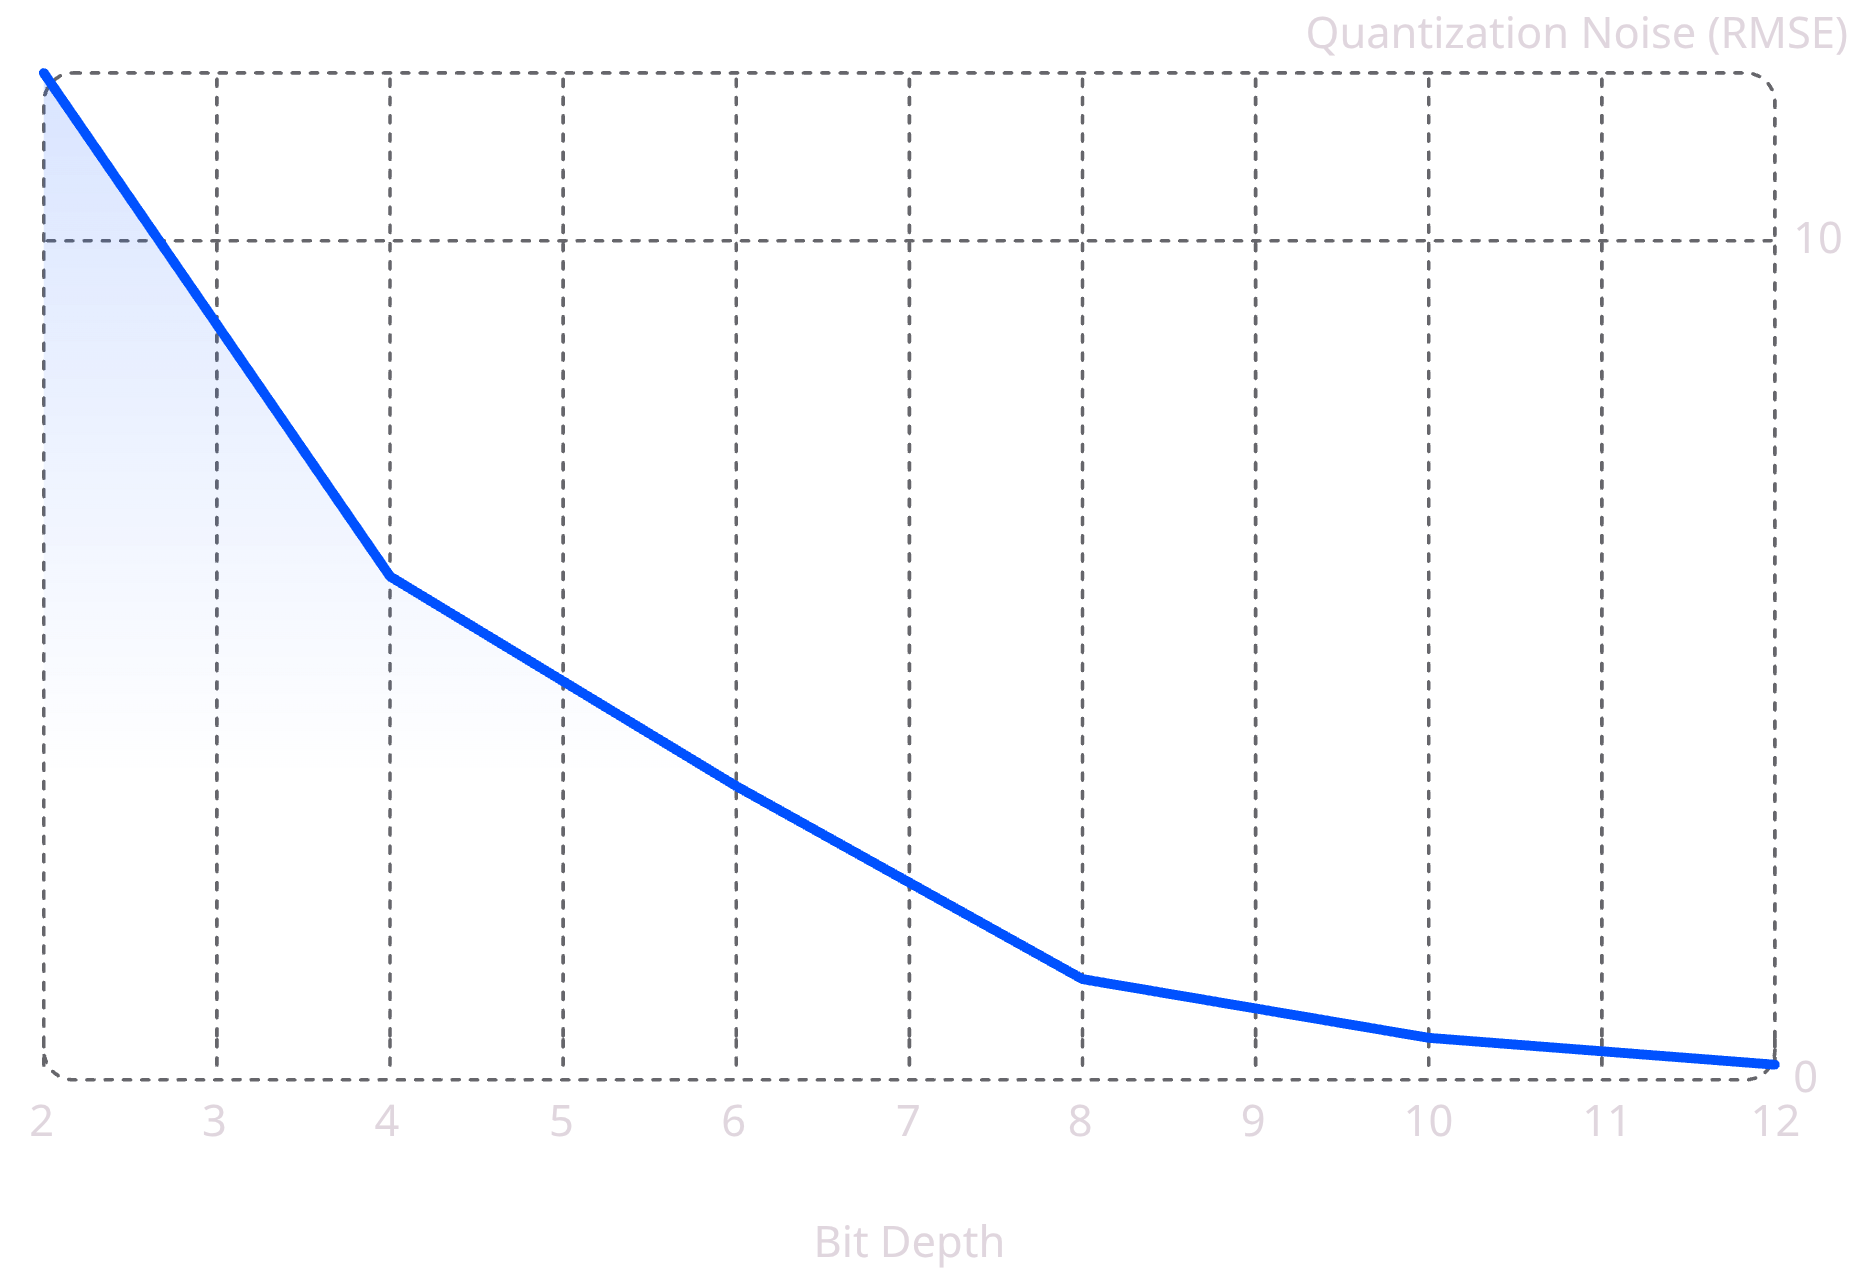 Quantization Noise (RMSE)
10
0
2 3 4 5 6 7 8 9 10 11 12
Bit Depth